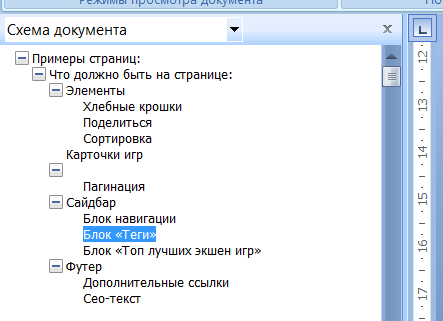 Режимы просмотра документа
Схема документа
Примеры страниц:
Что должно быть на странице:
Элементы
Хлебные крошки
Поделиться
Сортировка
Карточки игр
Пагинация
Сайдбар
Блок навигации
Блок «Теги»
Блок «Топ лучших экшен игр»
Футер
Дополнительные ссылки
Сео-текст
12
13
14
15
16
17